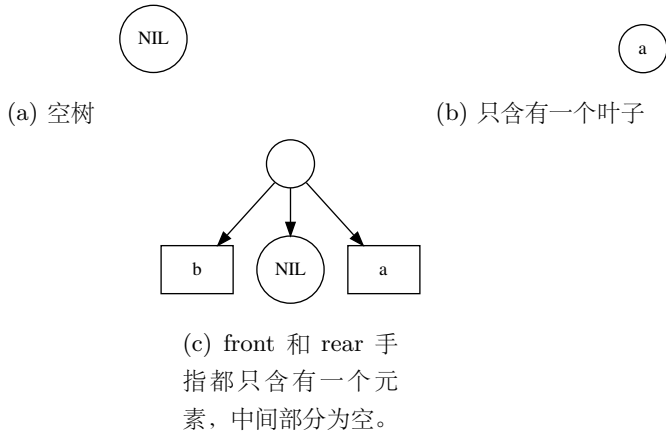 NIL
a
(a) 空树
(b) 只含有一个叶子
b
NIL
a
(c) front 和 rear 手
指都只含有一个元
素，中间部分为空。